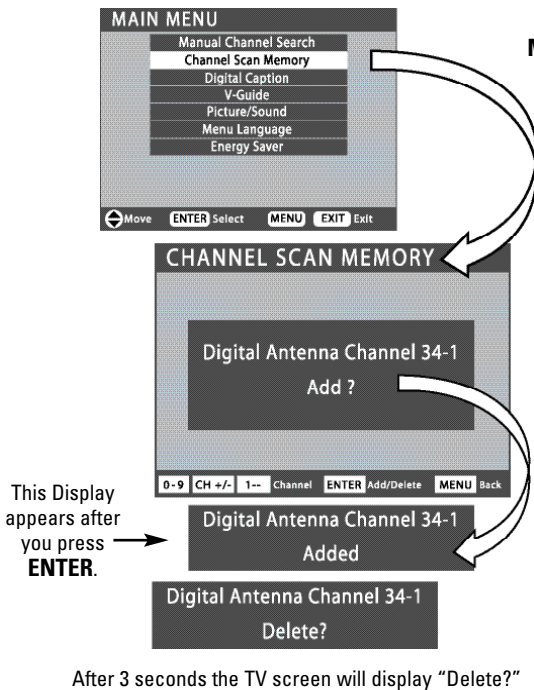 MAIN MENU
Manual Channel Search
Channel Scan Memory
Digital Caption
V-Guide
Picture/Sound
Menu Language
Energy Saver
Move ENTER Select MENU EXIT Exit
CHANNEL SCAN MEMORY
Digital Antenna Channel 34-1
Add ?
0-9 CH +/- 1-- Channel ENTER Add/Delete MENU Back
This Display
appears after
you press
ENTER.
Digital Antenna Channel 34-1
Added
Digital Antenna Channel 34-1
Delete?
After 3 seconds the TV screen will display “Delete?”